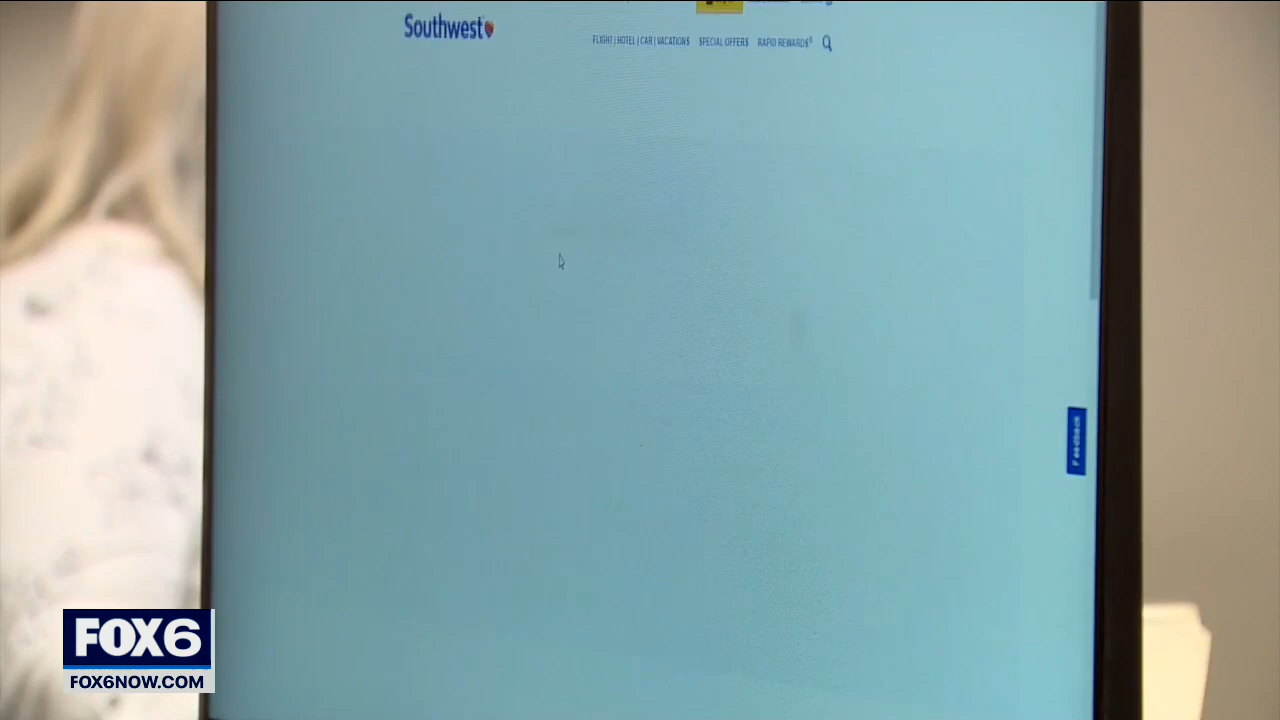 Southwest
FLIGHT | HOTEL | CAR | VACATIONS SPECIAL OFFERS RAPID REWARDS®
Feedback
FOX6
FOX6NOW.COM